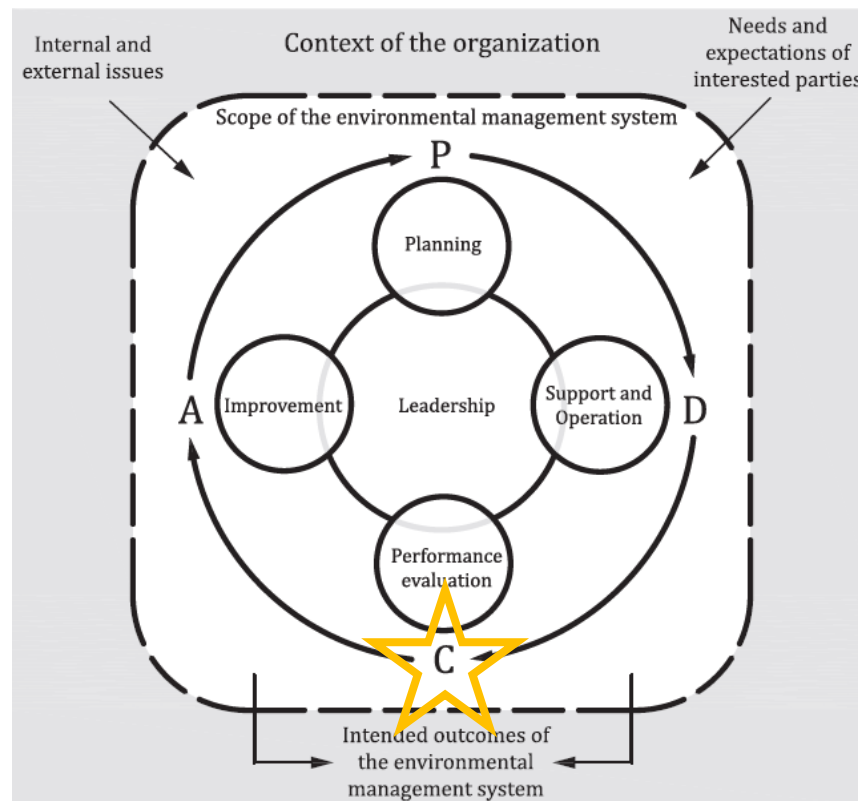 Internal and
external issues
Context of the organization
Needs and
expectations of
interested parties
Scope of the environmental management system
P
Planning
A
Improvement
Leadership
Support and
Operation
D
Performance
evaluation
C
Intended outcomes of
the environmental
management system